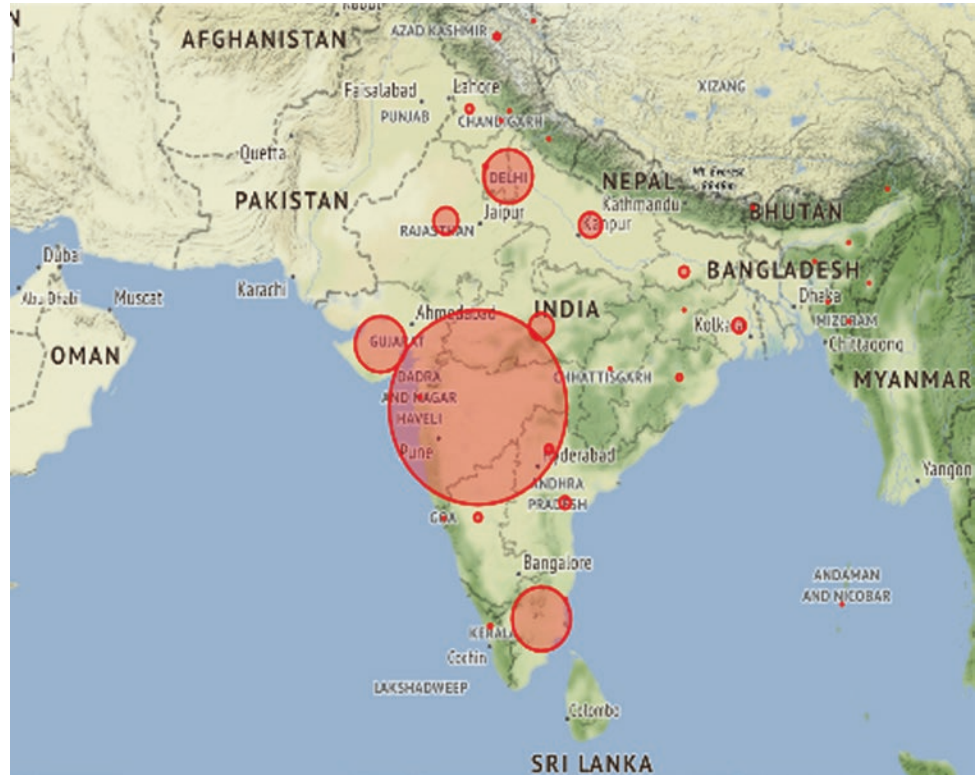 AFGHANISTAN
AZAD KASHMIR
XIZANG
Faisalabad
Lahore
PUNJAB
CHANDIGARH
Quetta
DELHI
NEPAL
Mt. Everest
PAKISTAN
Jaipur
Kathmandu
BHUTAN
RAJASTHAN
Kanpur
Dubai
BANGLADESH
Abu Dhabi
Muscat
Karachi
Dhaka
Ahmedabad
INDIA
MIZORAM
Kolka
OMAN
GUJARAT
Chittagong
DADRA
AND NAGAR
HAVELI
CHHATTISGARH
MYANMAR
Pune
Hyderabad
Yangon
ANDHRA
PRADESH
GOA
Bangalore
ANDAMAN
AND NICOBAR
KERALA
Cochin
LAKSHADWEEP
Colombo
SRI LANKA